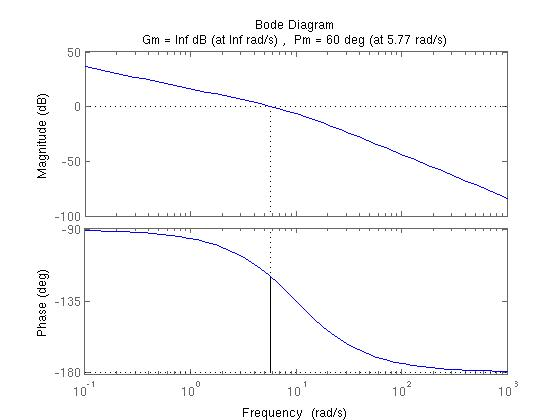 Bode Diagram
Gm = Inf dB (at Inf rad/s) , Pm = 60 deg (at 5.77 rad/s)
50
0
-50
-100
Magnitude (dB)
-90
-135
-180
Phase (deg)
10^-1
10^0
10^1
10^2
10^3
Frequency (rad/s)